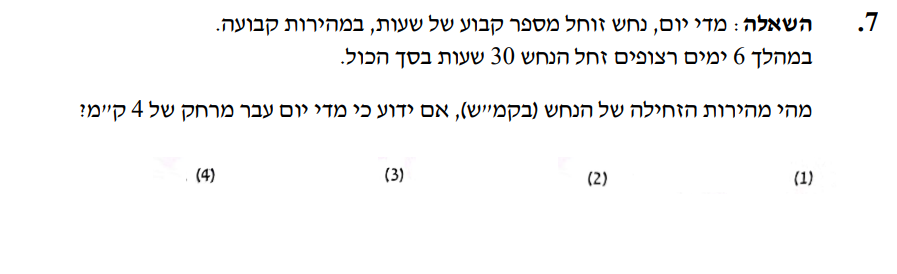 7. השאלה: מדי יום, נחש זוחל מספר קבוע של שעות, במהירות קבועה.
במהלך 6 ימים רצופים זחל הנחש 30 שעות בסך הכול.
מהי מהירות הזחילה של הנחש (בקמ״ש), אם ידוע כי מדי יום עבר מרחק של 4 ק״מ?
(1) (2) (3) (4)